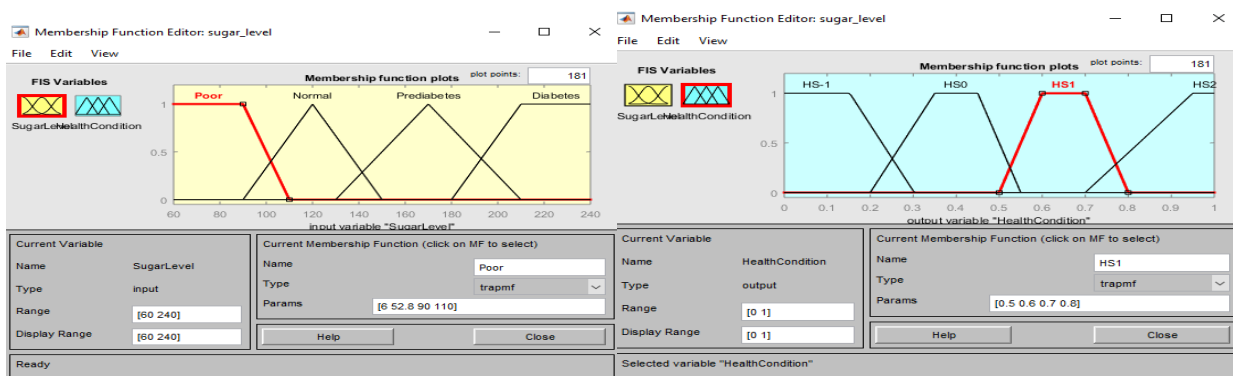 Membership Function Editor: sugar_level
File Edit View
FIS Variables
SugarLevel HealthCondition
Membership function plots plot points: 181
Poor Normal Prediabetes Diabetes
1
0.5
0
60 80 100 120 140 160 180 200 220 240
input variable "SugarLevel"
Current Variable
Name SugarLevel
Type input
Range [60 240]
Display Range [60 240]
Current Membership Function (click on MF to select)
Name Poor
Type trapmf
Params [6 52.8 90 110]
Help Close
Ready
Membership Function Editor: sugar_level
File Edit View
FIS Variables
SugarLevel HealthCondition
Membership function plots plot points: 181
HS-1 HS0 HS1 HS2
1
0.5
0
0 0.1 0.2 0.3 0.4 0.5 0.6 0.7 0.8 0.9 1
output variable "HealthCondition"
Current Variable
Name HealthCondition
Type output
Range [0 1]
Display Range [0 1]
Current Membership Function (click on MF to select)
Name HS1
Type trapmf
Params [0.5 0.6 0.7 0.8]
Help Close
Selected variable "HealthCondition"